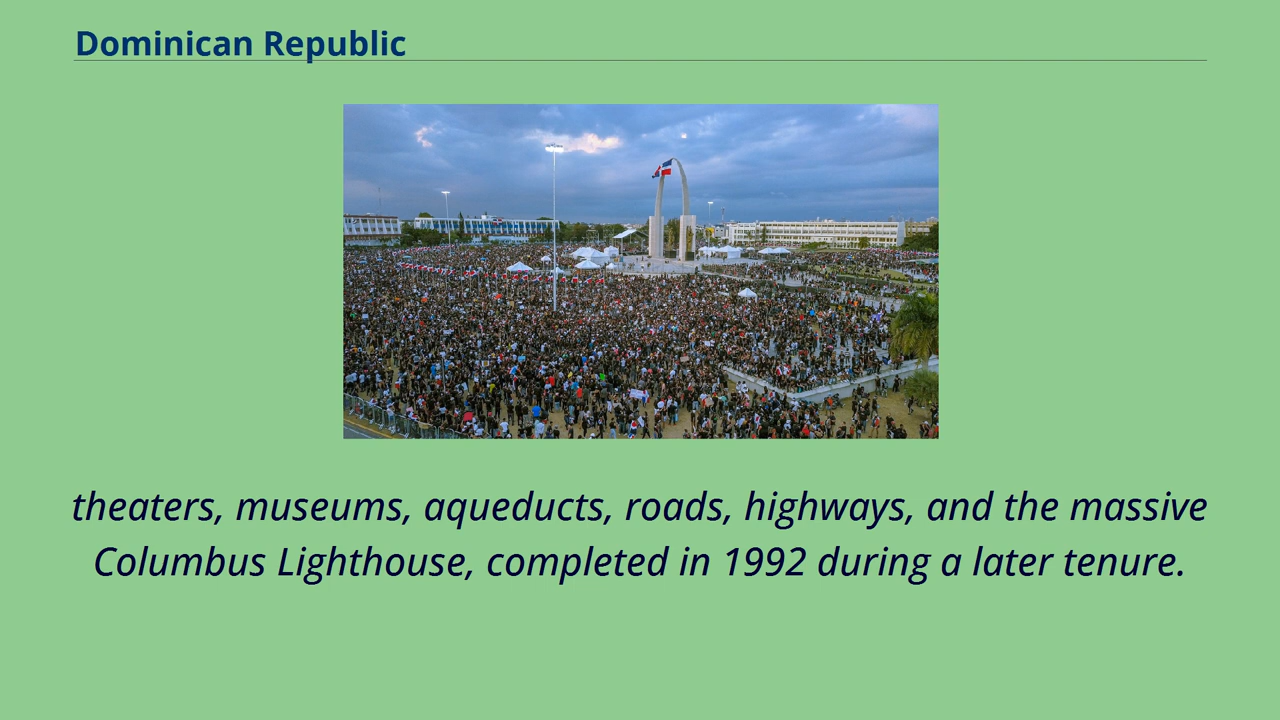 Dominican Republic
theaters, museums, aqueducts, roads, highways, and the massive
Columbus Lighthouse, completed in 1992 during a later tenure.